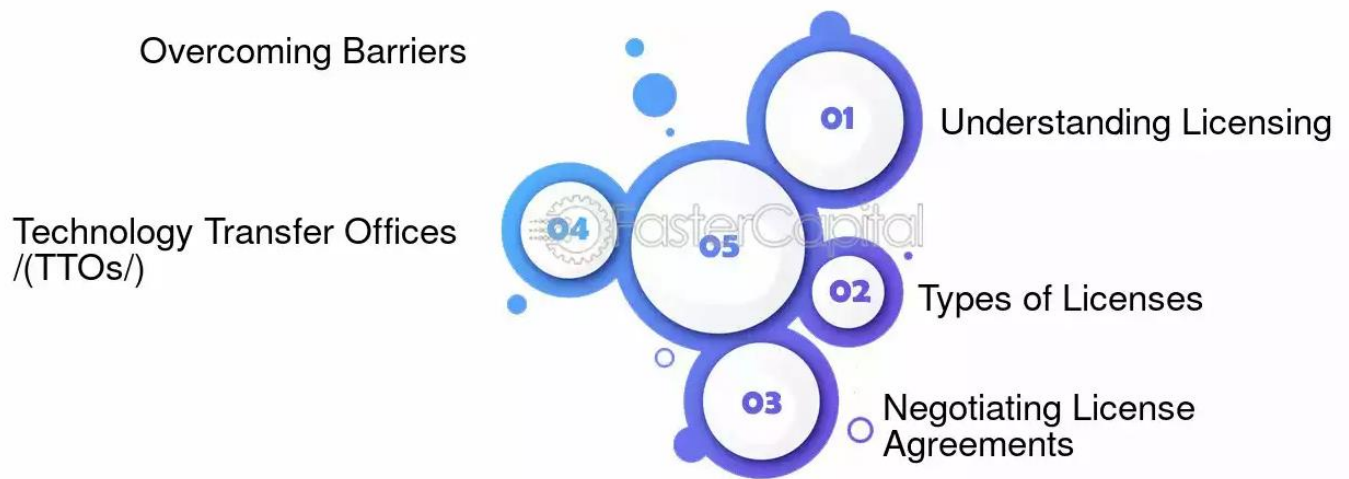 Overcoming Barriers
01
Understanding Licensing
Technology Transfer Offices
/(TTOs/)
04
FasterCapital
05
02
Types of Licenses
03
Negotiating License
Agreements